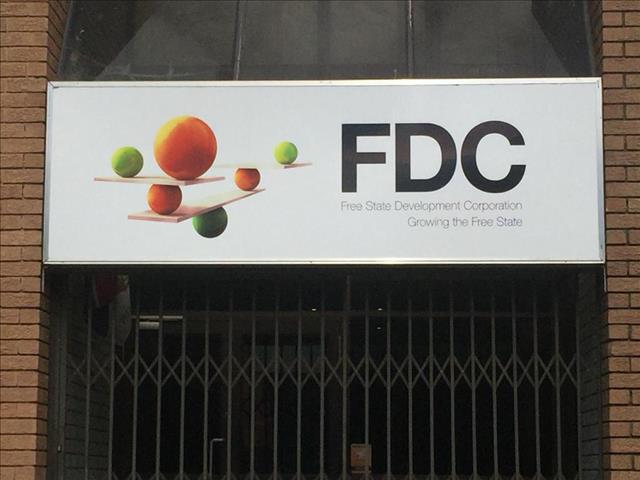 FDC
Free State Development Corporation
Growing the Free State